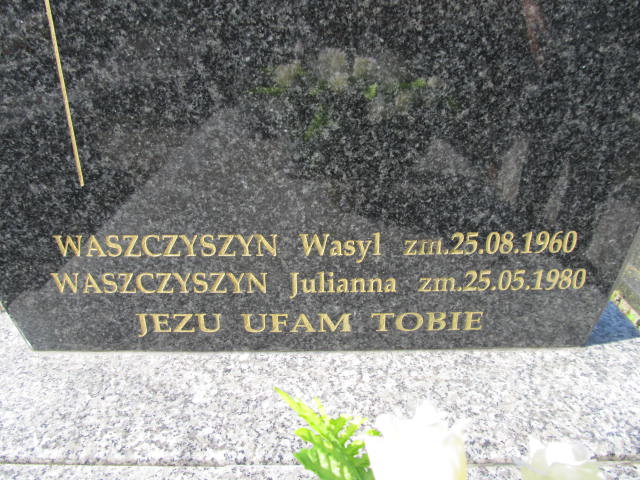 WASZCZYSZYN Wasyl zm.25.08.1960
WASZCZYSZYN Julianna zm.25.05.1980
JEZU UFAM TOBIE